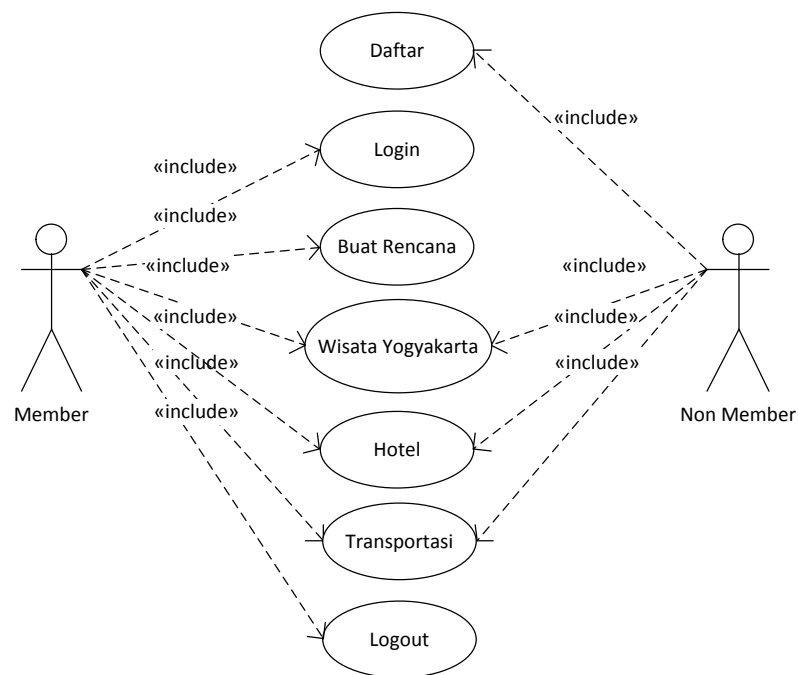 Daftar
«include»
Login
«include»
«include»
Buat Rencana
«include»
«include»
«include»
Wisata Yogyakarta
«include»
«include»
«include»
«include»
Member
Non Member
Hotel
Transportasi
Logout